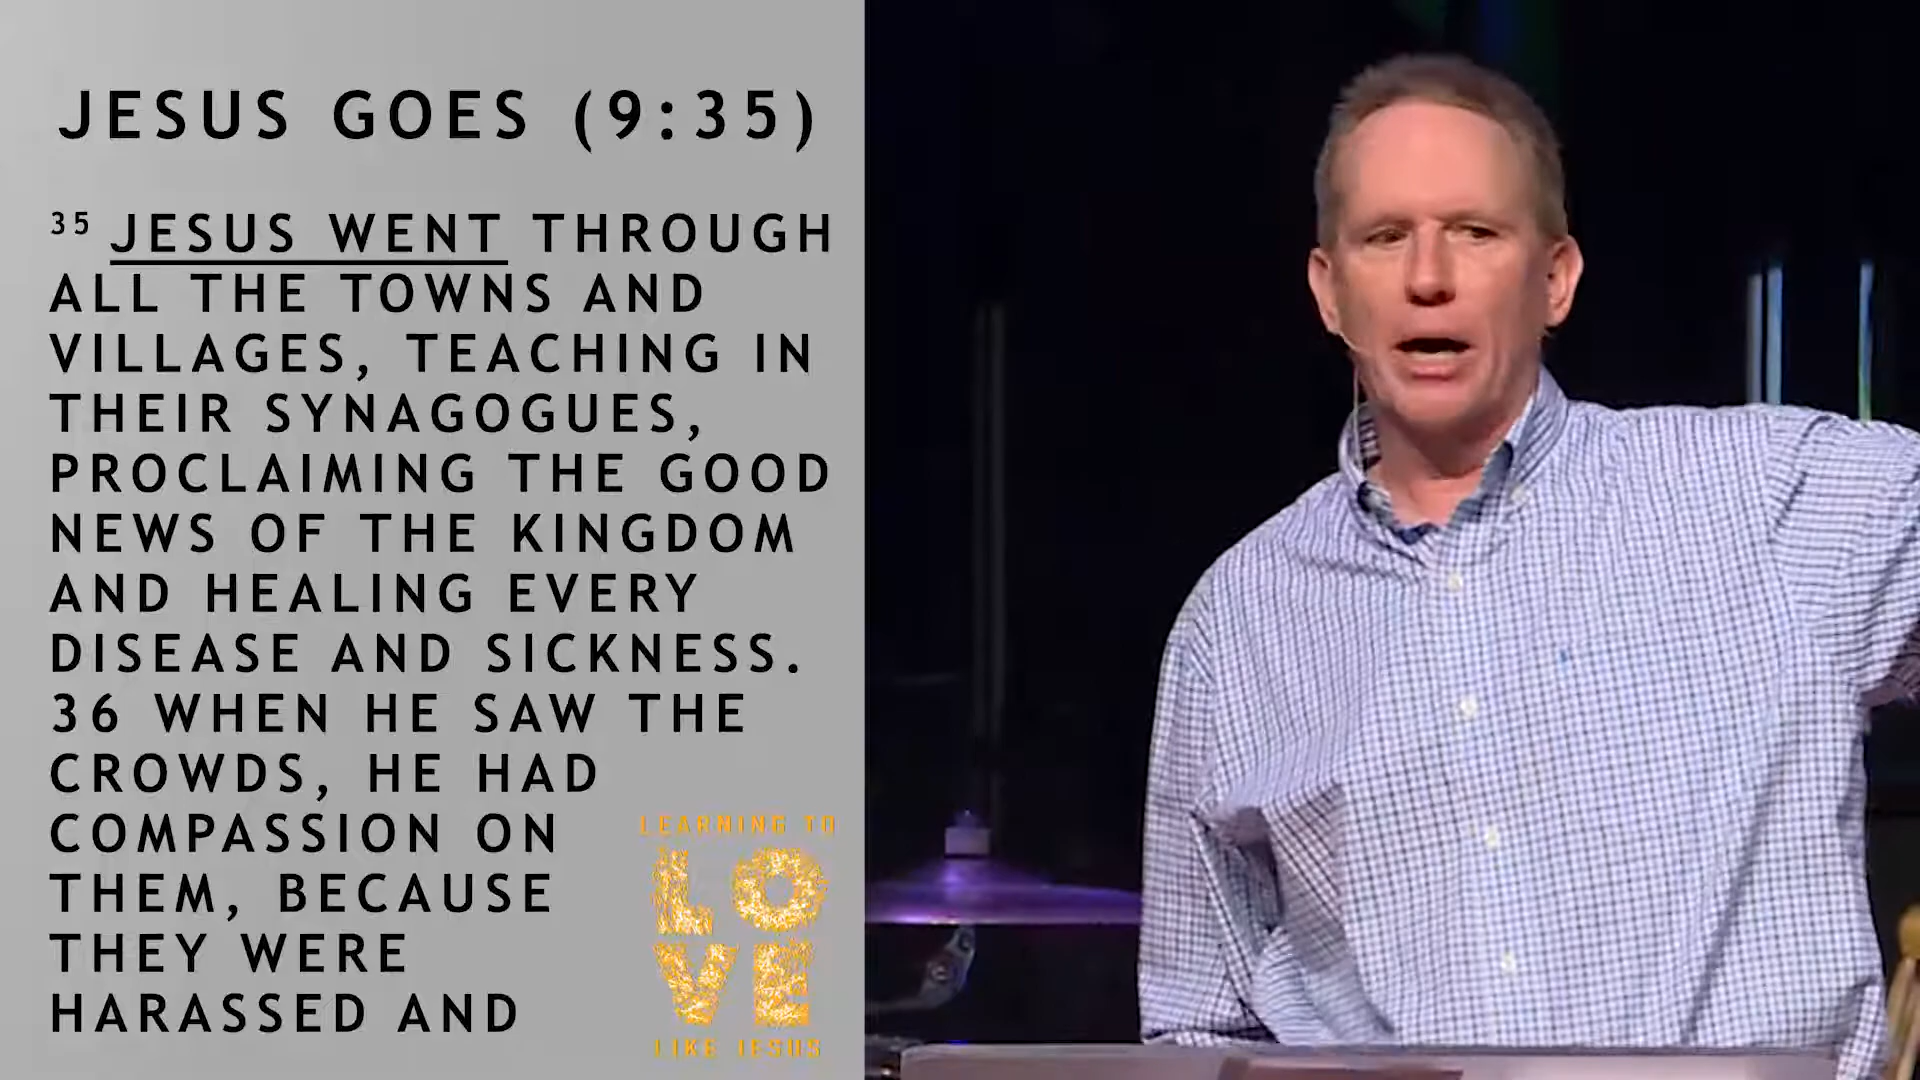 JESUS GOES (9:35)
35 JESUS WENT THROUGH
ALL THE TOWNS AND
VILLAGES, TEACHING IN
THEIR SYNAGOGUES,
PROCLAIMING THE GOOD
NEWS OF THE KINGDOM
AND HEALING EVERY
DISEASE AND SICKNESS.
36 WHEN HE SAW THE
CROWDS, HE HAD
COMPASSION ON
THEM, BECAUSE
THEY WERE
HARASSED AND
LEARNING TO
LO
VE
LIKE JESUS